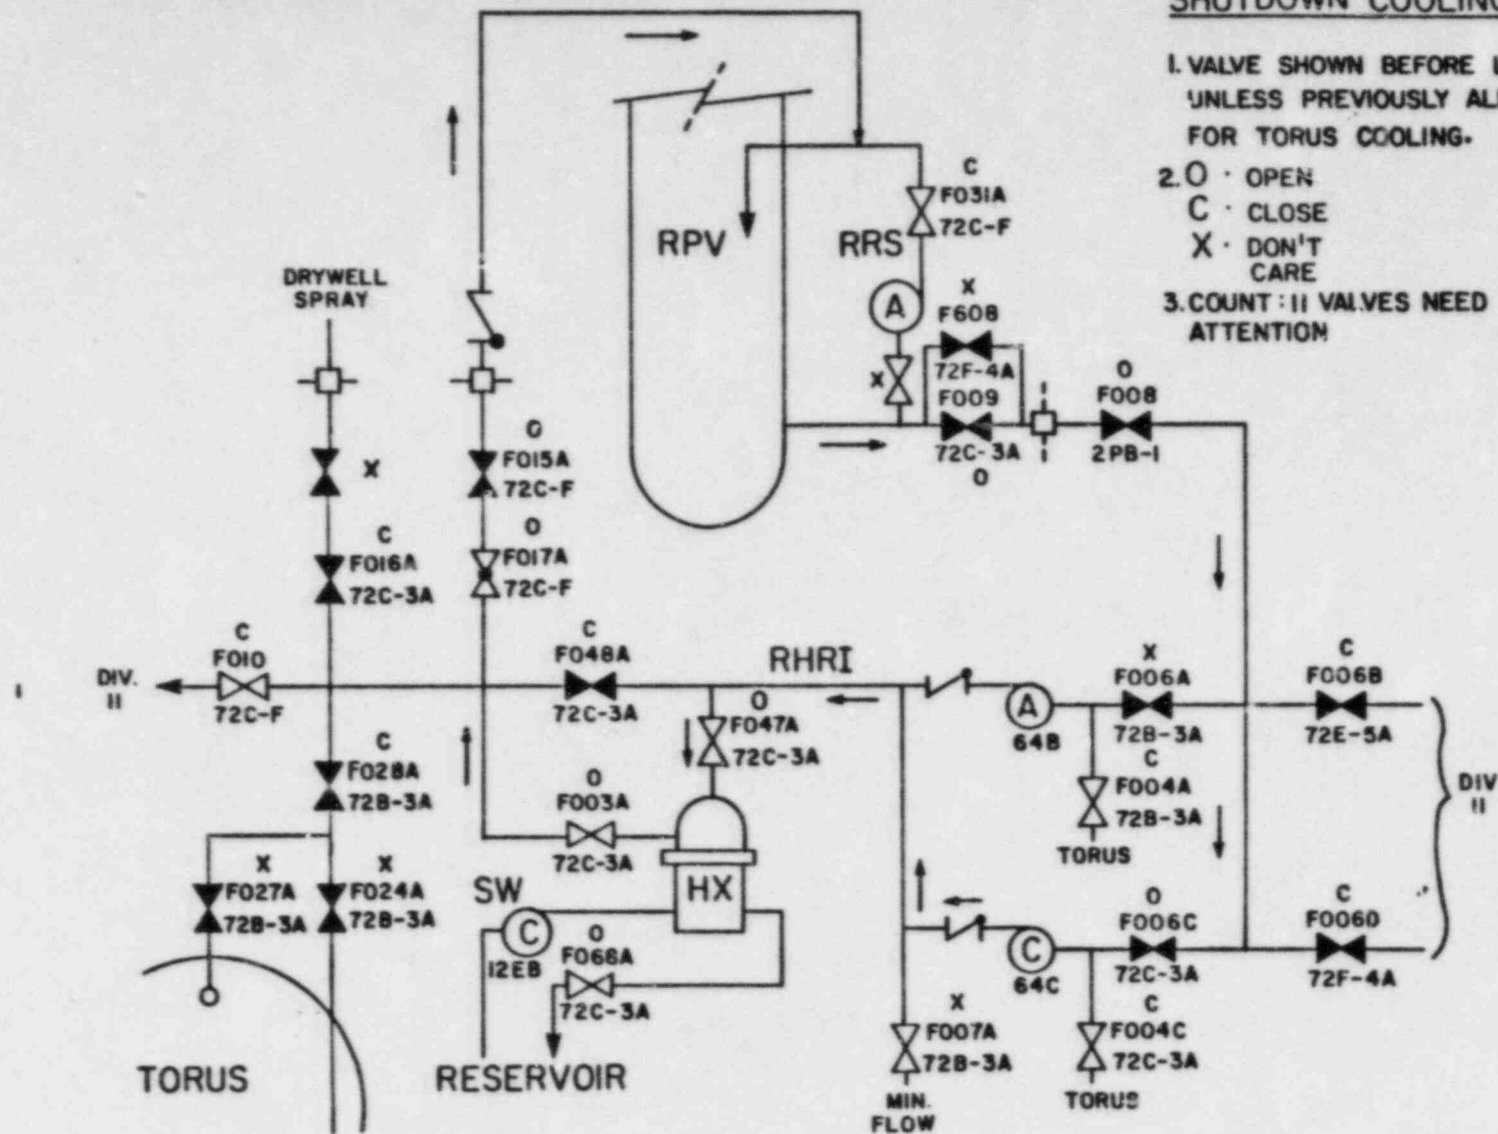 SHUTDOWN COOLING
1. VALVE SHOWN BEFORE
UNLESS PREVIOUSLY
FOR TORUS COOLING.
2. O · OPEN
C · CLOSE
X · DON'T
CARE
3. COUNT : 11 VALVES NEED
ATTENTION
RPV
RRS
C
F031A
72C-F
A
X
X
F608
72F-4A
F009
72C-3A
O
O
F008
2PB-1
DRYWELL
SPRAY
X
C
F016A
72C-3A
O
F015A
72C-F
O
F017A
72C-F
DIV.
II
C
F010
72C-F
C
F048A
72C-3A
RHRI
O
F047A
72C-3A
A
64B
X
F006A
72B-3A
C
F006B
72E-5A
C
F004A
72B-3A
TORUS
DIV
II
C
F028A
72B-3A
O
F003A
72C-3A
X
F027A
72B-3A
X
F024A
72B-3A
SW
C
12EB
HX
O
F068A
72C-3A
C
64C
O
F006C
72C-3A
C
F006D
72F-4A
X
F007A
72B-3A
MIN.
FLOW
C
F004C
72C-3A
TORUS
TORUS
RESERVOIR